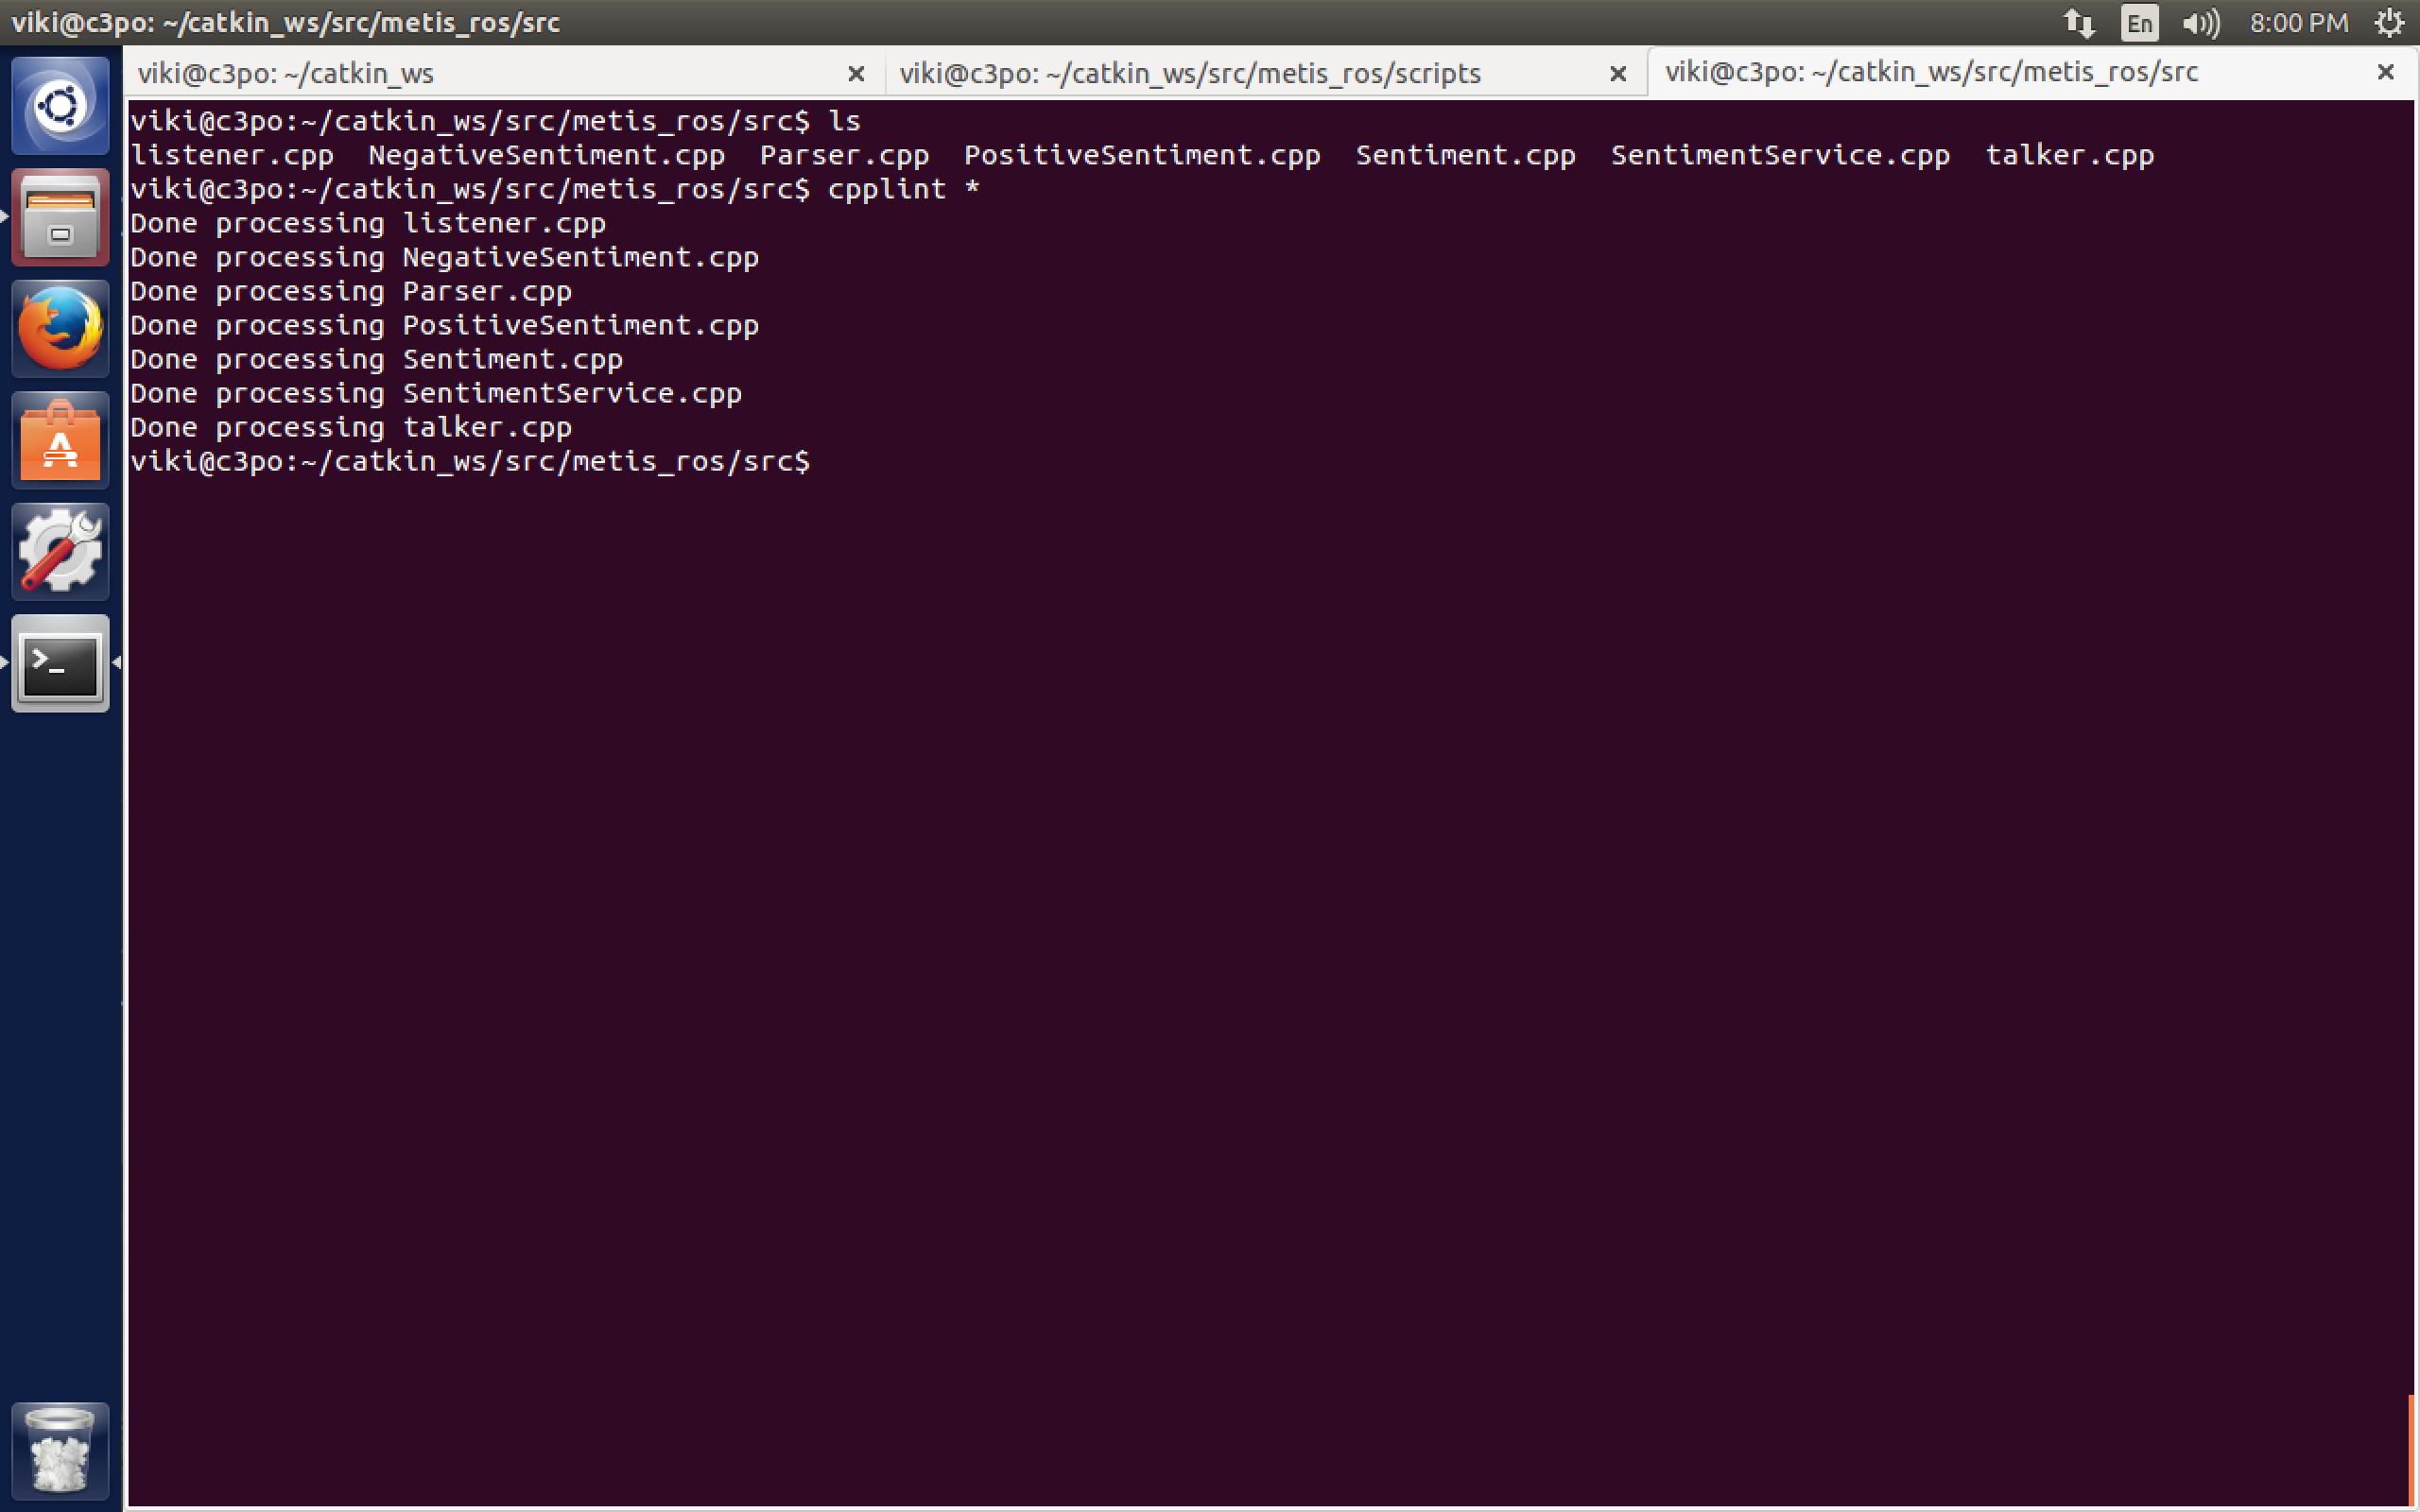 viki@c3po: ~/catkin_ws/src/metis_ros/src
En
8:00 PM
viki@c3po: ~/catkin_ws
viki@c3po: ~/catkin_ws/src/metis_ros/scripts
viki@c3po: ~/catkin_ws/src/metis_ros/src
viki@c3po:~/catkin_ws/src/metis_ros/src$ ls
listener.cpp  NegativeSentiment.cpp  Parser.cpp  PositiveSentiment.cpp  Sentiment.cpp  SentimentService.cpp  talker.cpp
viki@c3po:~/catkin_ws/src/metis_ros/src$ cpplint *
Done processing listener.cpp
Done processing NegativeSentiment.cpp
Done processing Parser.cpp
Done processing PositiveSentiment.cpp
Done processing Sentiment.cpp
Done processing SentimentService.cpp
Done processing talker.cpp
viki@c3po:~/catkin_ws/src/metis_ros/src$